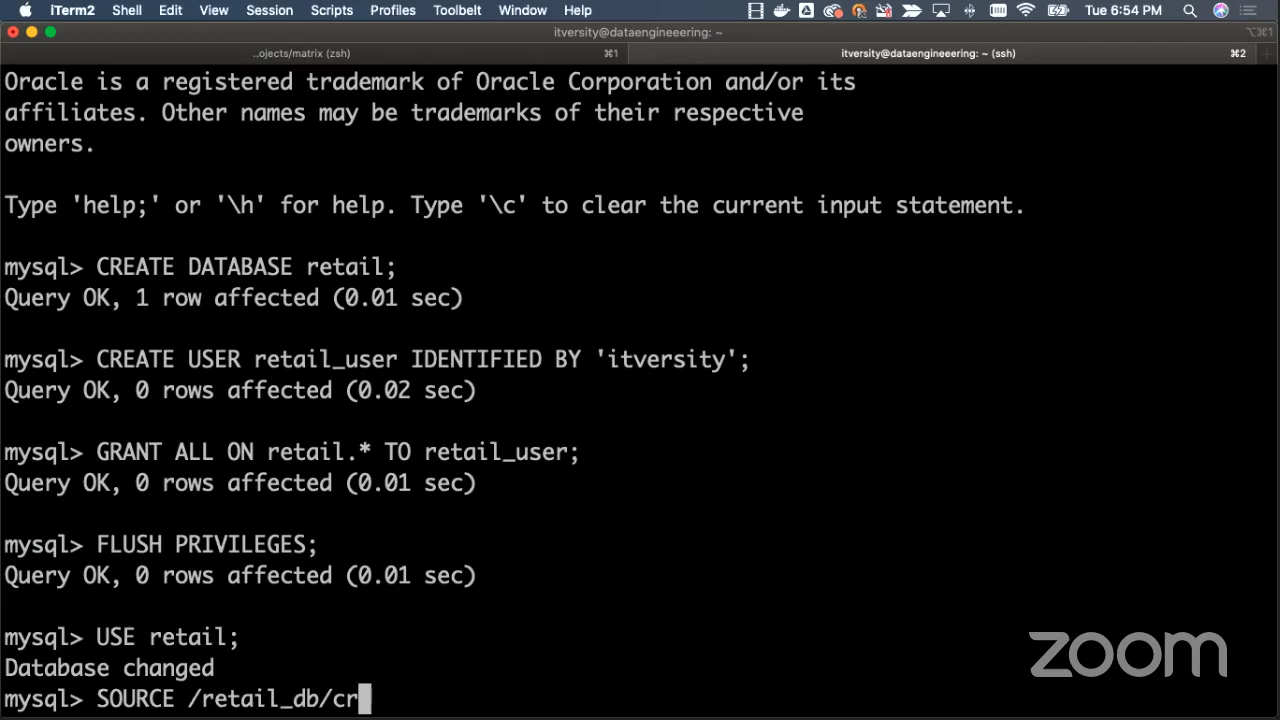 iTerm2 Shell Edit View Session Scripts Profiles Toolbelt Window Help Tue 6:54 PM
itversity@dataengineeering: ~ ⌥⌘1
..ojects/matrix (zsh) ⌘1 itversity@dataengineeering: ~ (ssh) ⌘2
Oracle is a registered trademark of Oracle Corporation and/or its
affiliates. Other names may be trademarks of their respective
owners.
Type 'help;' or '\h' for help. Type '\c' to clear the current input statement.
mysql> CREATE DATABASE retail;
Query OK, 1 row affected (0.01 sec)
mysql> CREATE USER retail_user IDENTIFIED BY 'itversity';
Query OK, 0 rows affected (0.02 sec)
mysql> GRANT ALL ON retail.* TO retail_user;
Query OK, 0 rows affected (0.01 sec)
mysql> FLUSH PRIVILEGES;
Query OK, 0 rows affected (0.01 sec)
mysql> USE retail;
Database changed
mysql> SOURCE /retail_db/cr
zoom